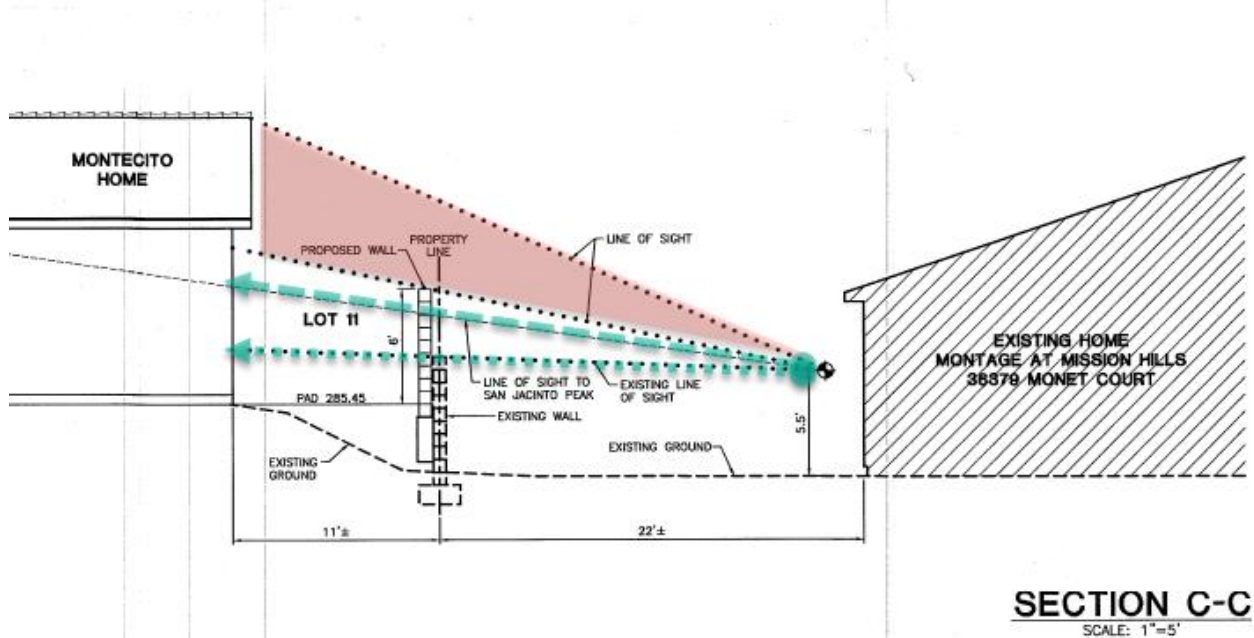 MONTECITO
HOME
PROPOSED WALL
PROPERTY
LINE
LINE OF SIGHT
LOT 11
6'
EXISTING HOME
MONTAGE AT MISSION HILLS
38379 MONET COURT
LINE OF SIGHT TO
SAN JACINTO PEAK
EXISTING LINE
OF SIGHT
PAD 285.45
EXISTING WALL
5.5'
EXISTING
GROUND
EXISTING GROUND
11'±
22'±
SECTION C-C
SCALE: 1"=5'